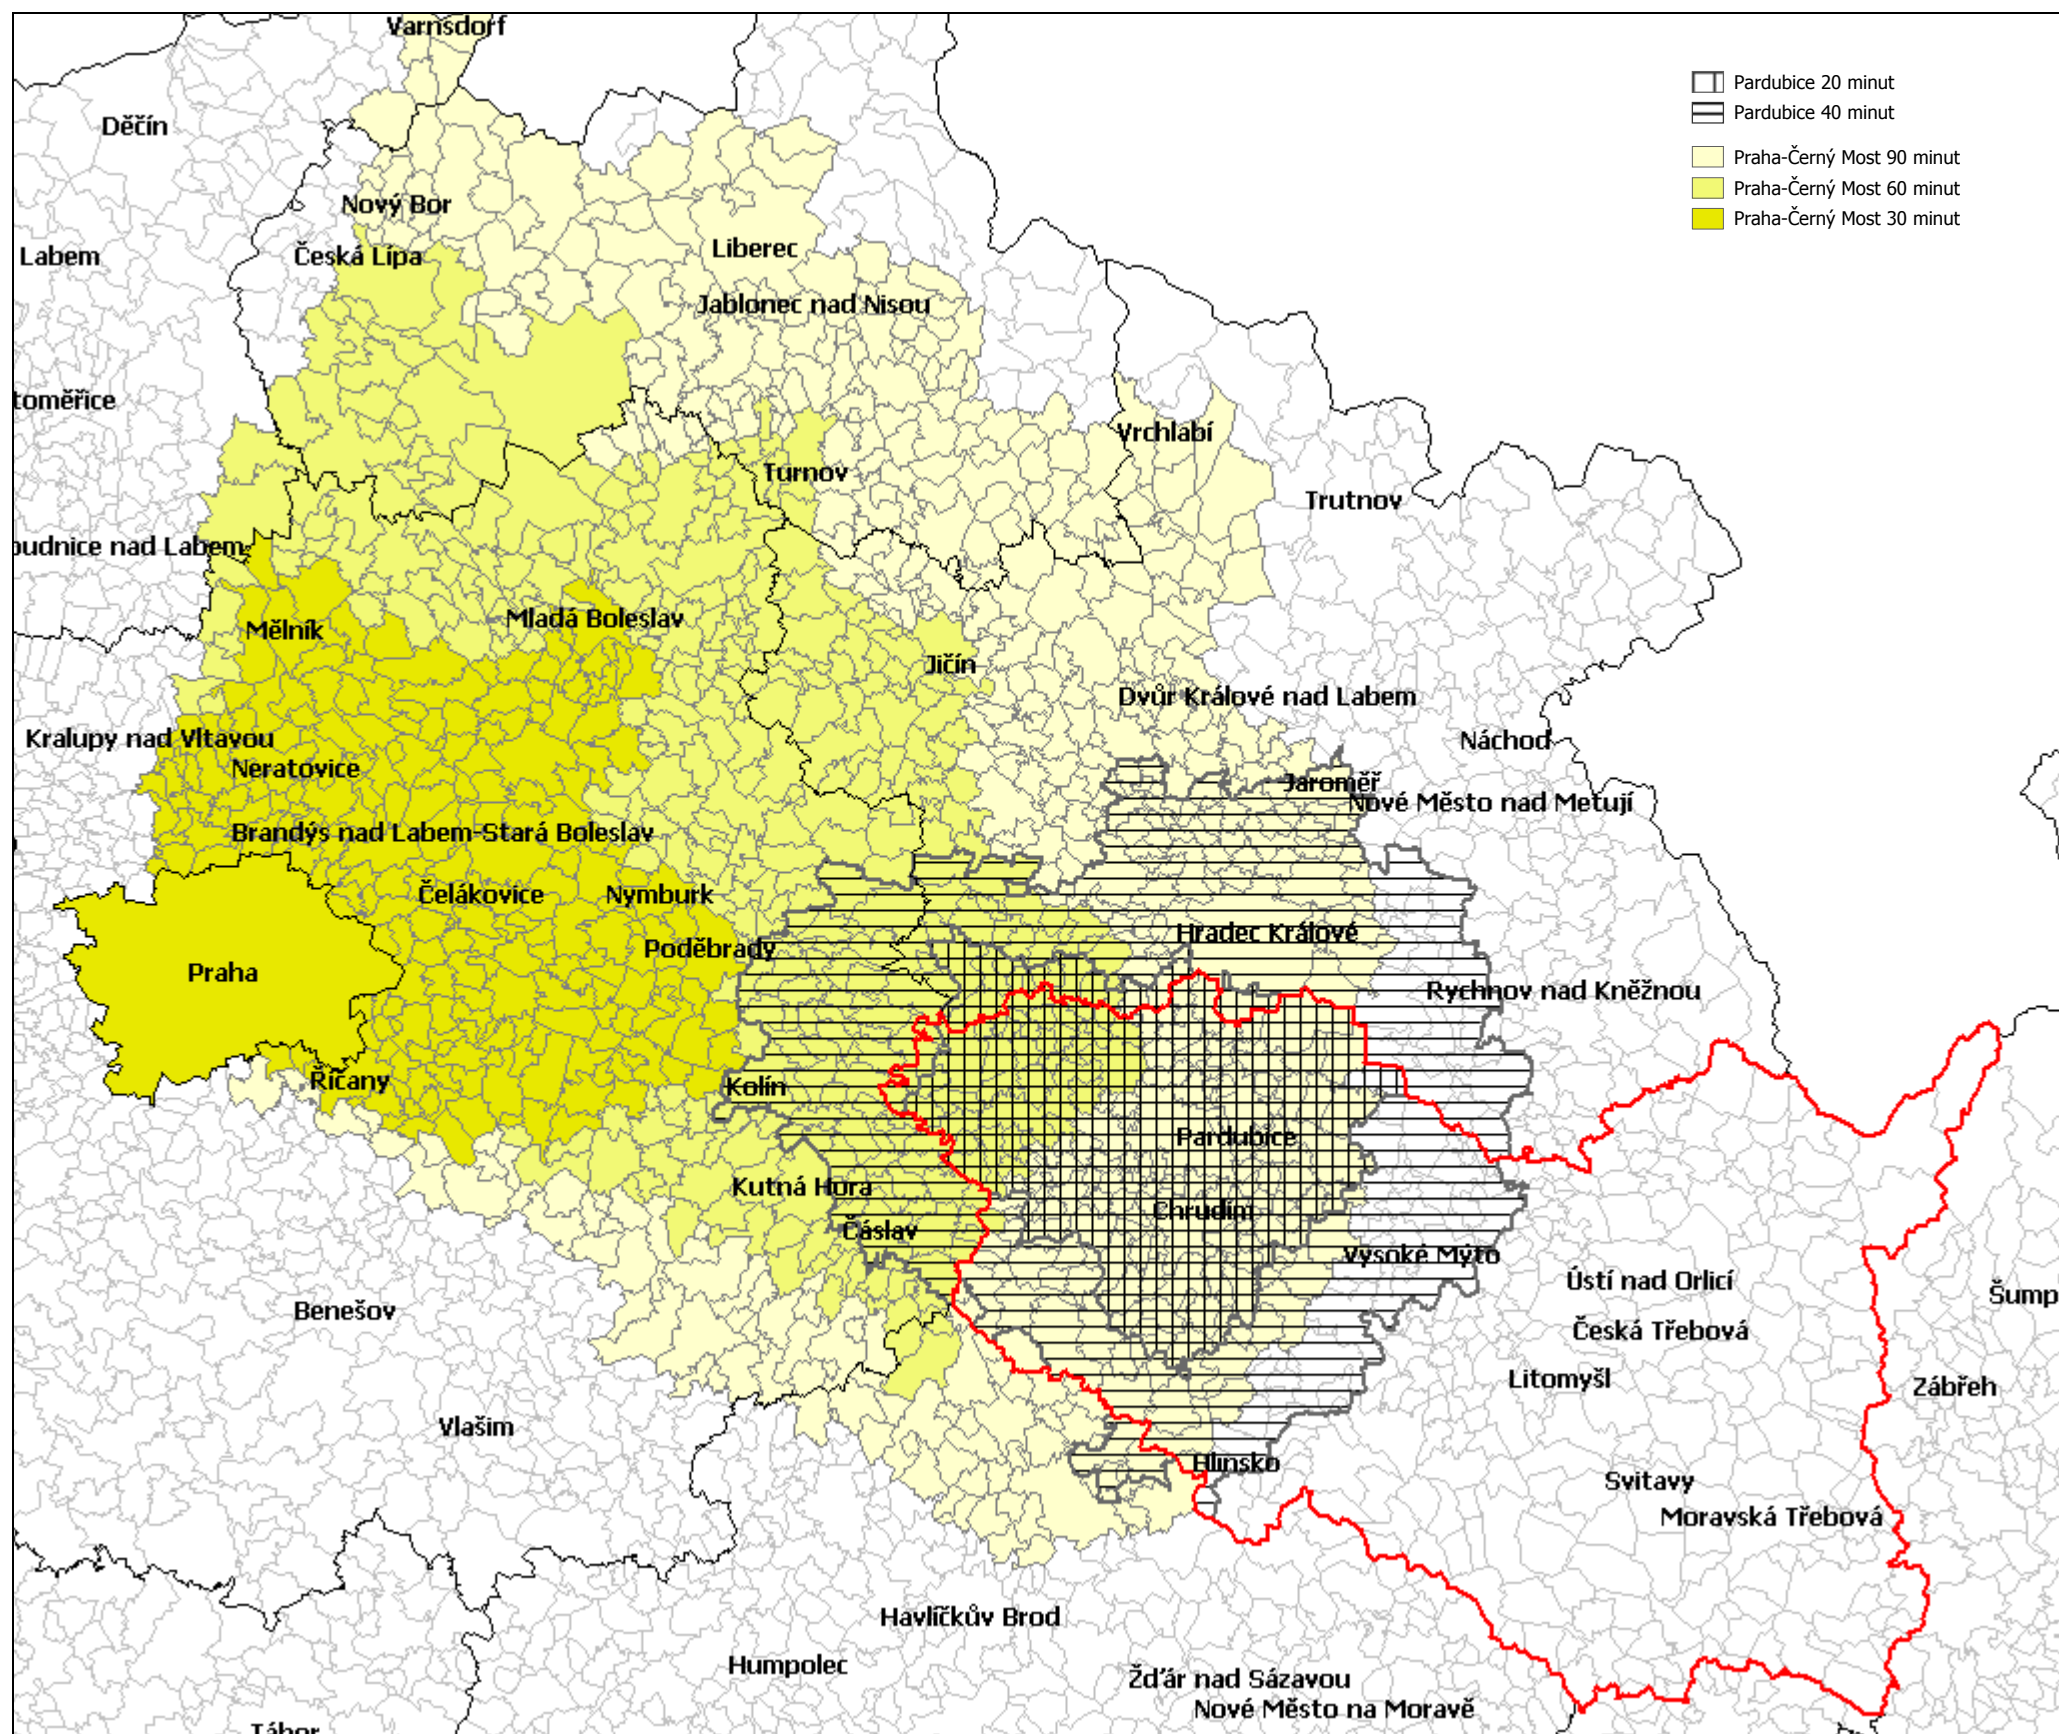 Varnsdorf
Pardubice 20 minut
Pardubice 40 minut
Děčín
Praha-Černý Most 90 minut
Praha-Černý Most 60 minut
Praha-Černý Most 30 minut
Nový Bor
Labem
Česká Lípa
Liberec
Jablonec nad Nisou
toměřice
Vrchlabí
Turnov
Trutnov
oudnice nad Labem
Mladá Boleslav
Mělník
Jičín
Dvůr Králové nad Labem
Kralupy nad Vltavou
Náchod
Neratovice
Jaroměř
Nové Město nad Metují
Brandýs nad Labem-Stará Boleslav
Čelákovice
Nymburk
Hradec Králové
Poděbrady
Praha
Rychnov nad Kněžnou
Říčany
Kolín
Pardubice
Kutná Hora
Chrudim
Čáslav
Vysoké Mýto
Ústí nad Orlicí
Šump
Benešov
Česká Třebová
Litomyšl
Zábřeh
Vlašim
Hlinsko
Svitavy
Moravská Třebová
Havlíčkův Brod
Humpolec
Žďár nad Sázavou
Nové Město na Moravě
Tábor